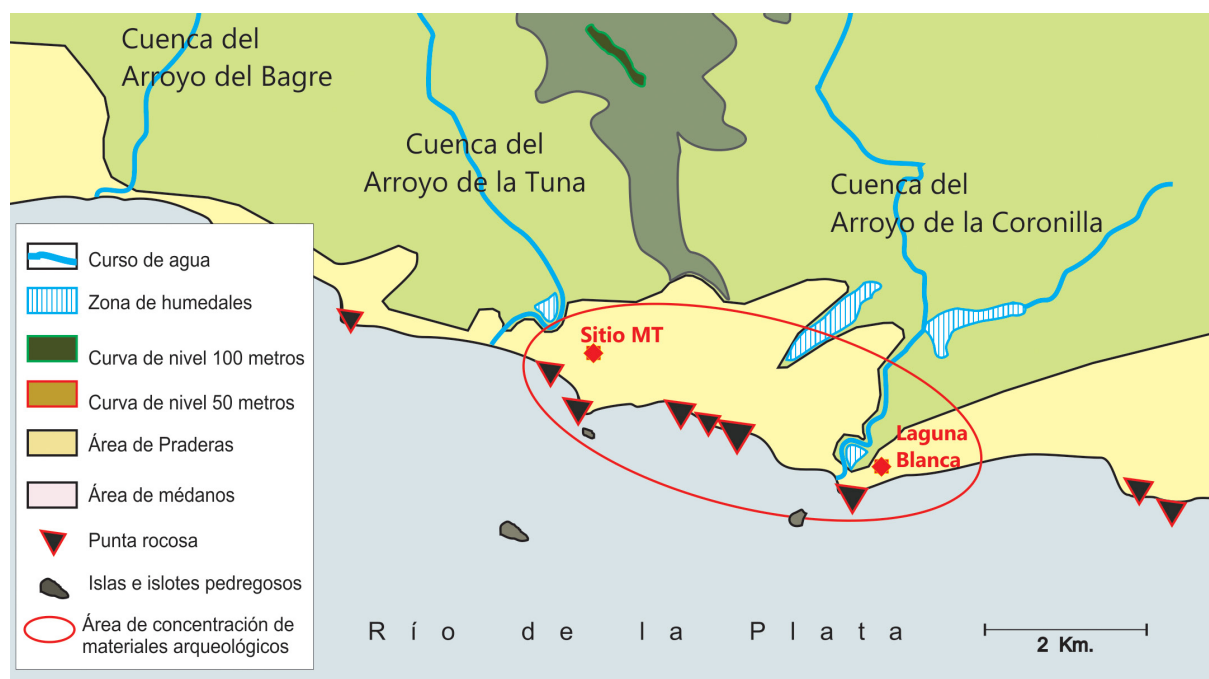 Cuenca del
Arroyo del Bagre
Cuenca del
Arroyo de la Tuna
Cuenca del
Arroyo de la Coronilla
Sitio MT
Laguna
Blanca
Curso de agua
Zona de humedales
Curva de nivel 100 metros
Curva de nivel 50 metros
Área de Praderas
Área de médanos
Punta rocosa
Islas e islotes pedregosos
Área de concentración de
materiales arqueológicos
Río de la Plata
2 Km.